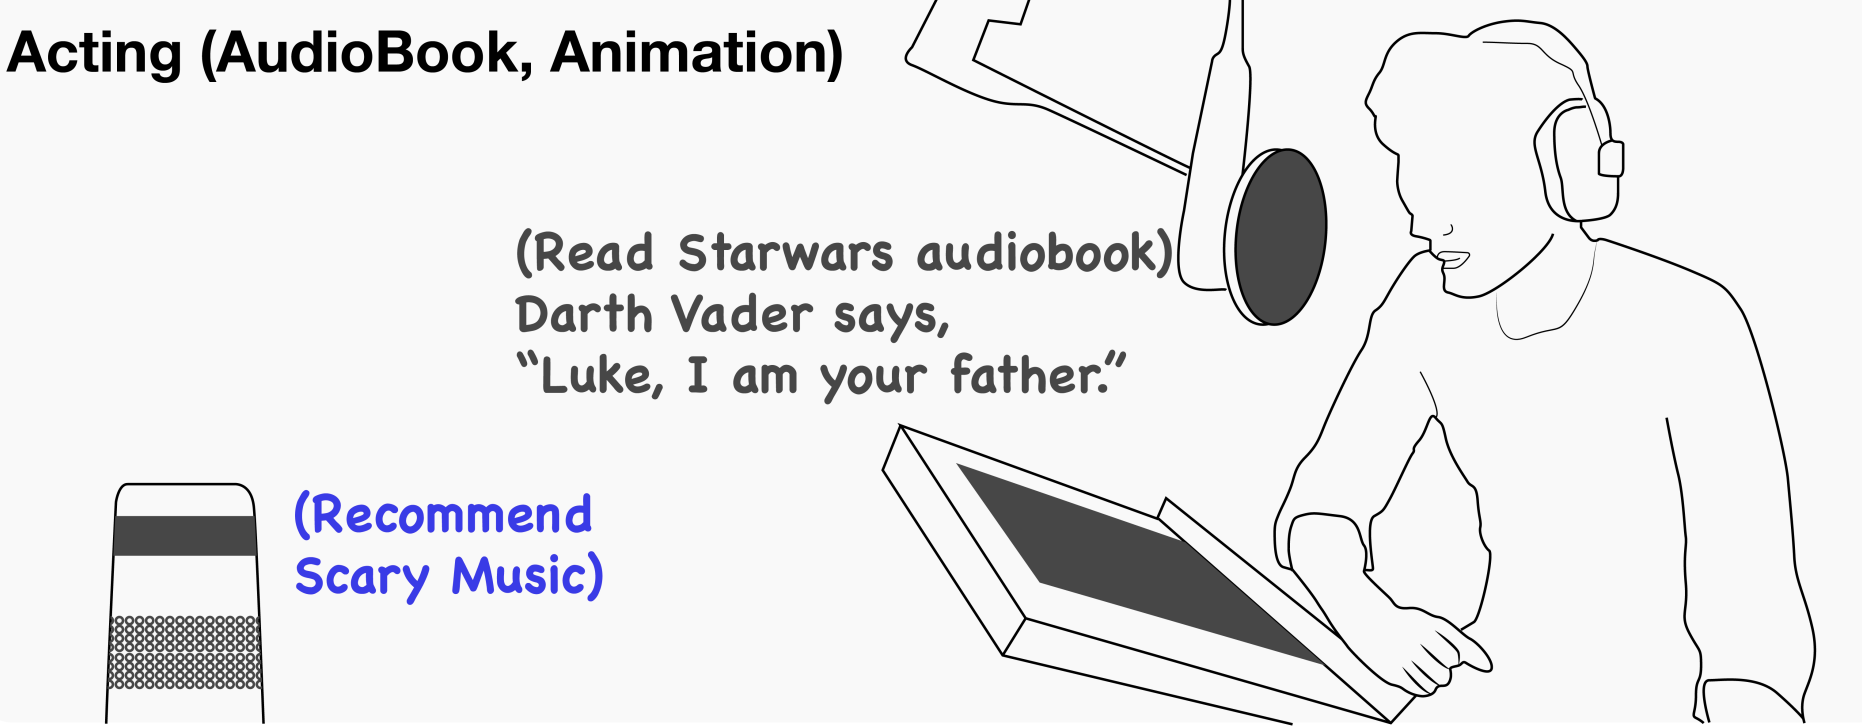 Acting (AudioBook, Animation)
(Read Starwars audiobook)
Darth Vader says,
“Luke, I am your father.”
(Recommend
Scary Music)